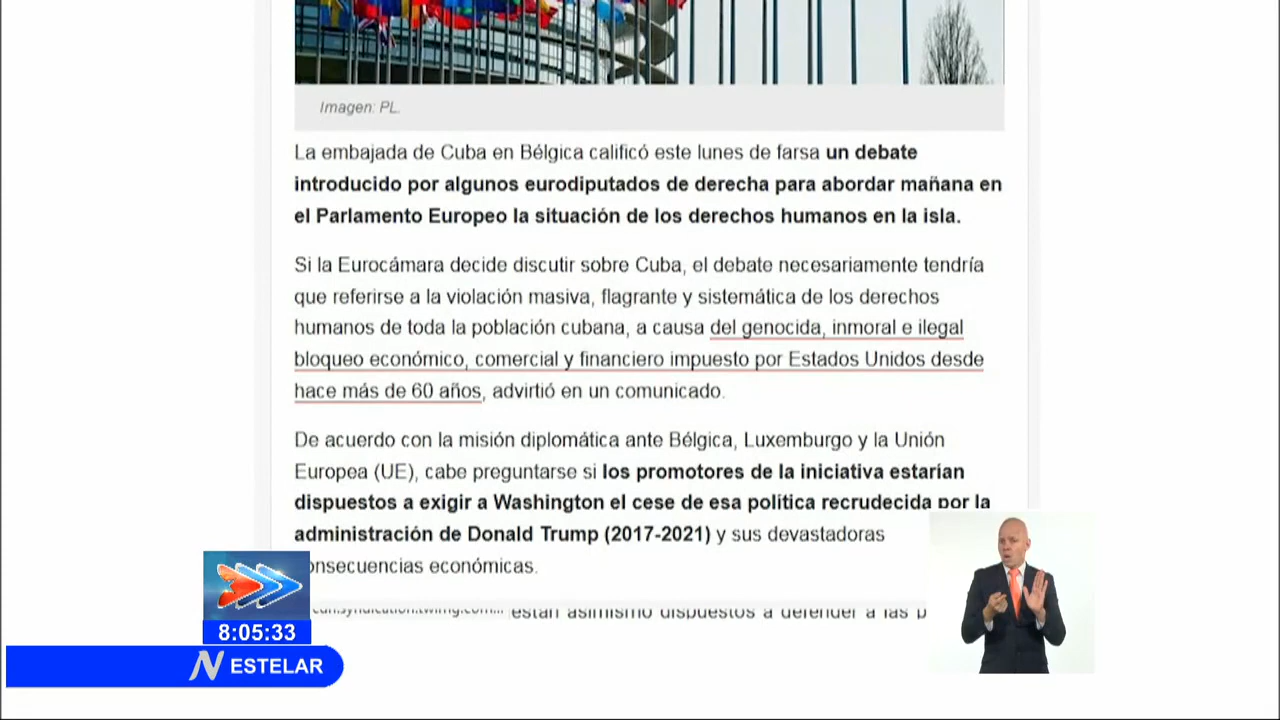 Imagen: PL.
La embajada de Cuba en Bélgica calificó este lunes de farsa un debate
introducido por algunos eurodiputados de derecha para abordar mañana en
el Parlamento Europeo la situación de los derechos humanos en la isla.
Si la Eurocámara decide discutir sobre Cuba, el debate necesariamente tendría
que referirse a la violación masiva, flagrante y sistemática de los derechos
humanos de toda la población cubana, a causa del genocida, inmoral e ilegal
bloqueo económico, comercial y financiero impuesto por Estados Unidos desde
hace más de 60 años, advirtió en un comunicado.
De acuerdo con la misión diplomática ante Bélgica, Luxemburgo y la Unión
Europea (UE), cabe preguntarse si los promotores de la iniciativa estarían
dispuestos a exigir a Washington el cese de esa política recrudecida por la
administración de Donald Trump (2017-2021) y sus devastadoras
onsecuencias económicas.
están asimismo dispuestos a defender a las p
8:05:33
N ESTELAR